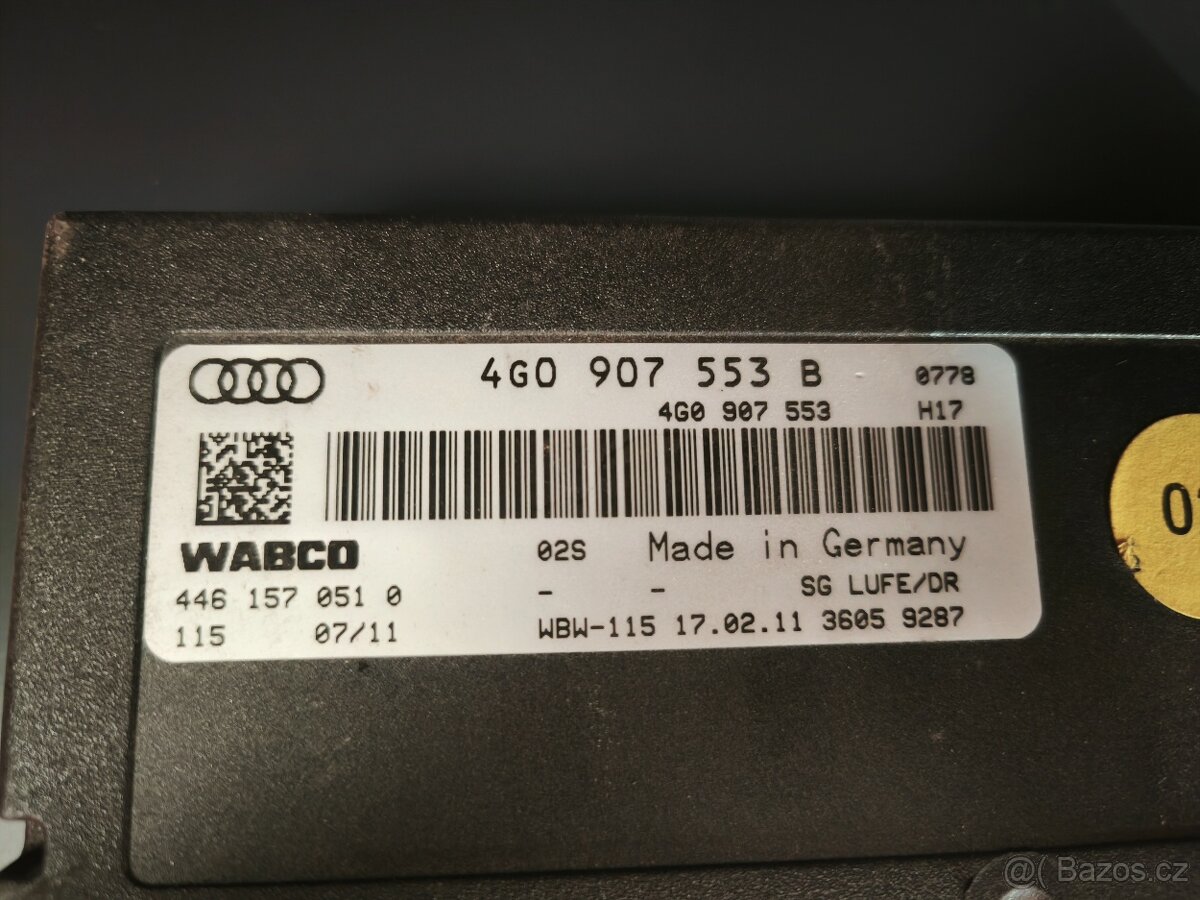 4G0 907 553 B 0778
4G0 907 553 H17
WABCO 02S Made in Germany
446 157 051 0 - - SG LUFE/DR
115 07/11 WBW-115 17.02.11 3605 9287
@( Bazos.cz